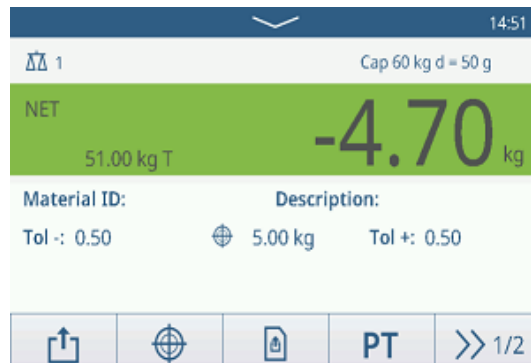 14:51
1 Cap 60 kg d = 50 g
NET
-4.70 kg
51.00 kg T
Material ID: Description:
Tol -: 0.50 5.00 kg Tol +: 0.50
PT 1/2